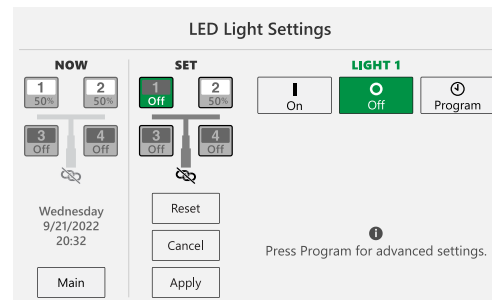 LED Light Settings
NOW
1
50%
2
50%
3
Off
4
Off
Wednesday
9/21/2022
20:32
Main
SET
1
Off
2
50%
3
Off
4
Off
Reset
Cancel
Apply
LIGHT 1
On
Off
Program
Press Program for advanced settings.